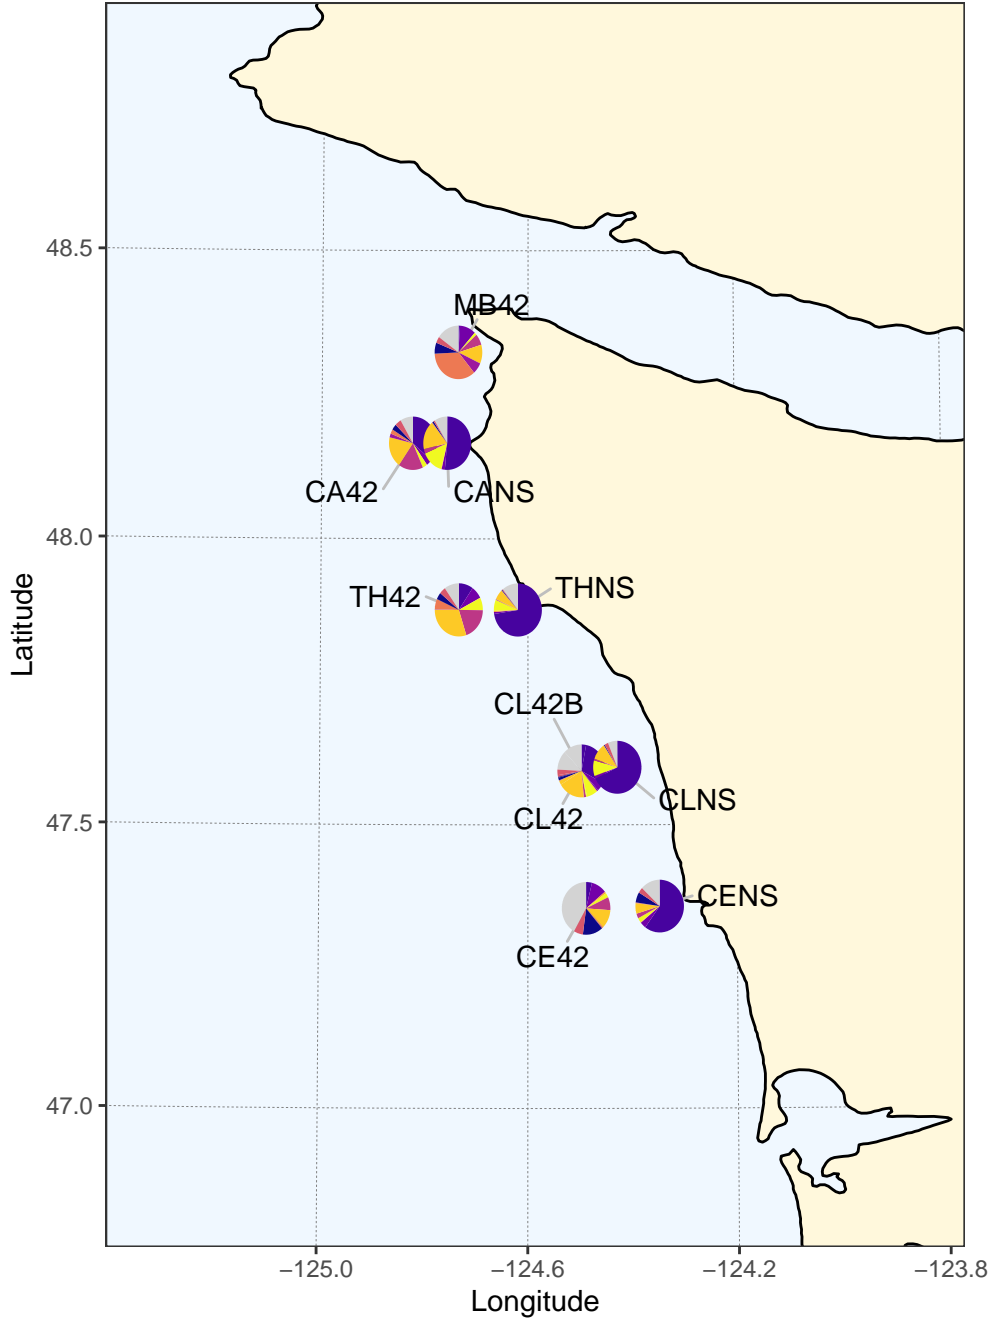 48.5
MB42
CA42
CANS
48.0
TH42
THNS
CL42B
CLNS
CL42
47.5
CENS
CE42
47.0
Latitude
−125.0
−124.6
−124.2
−123.8
Longitude